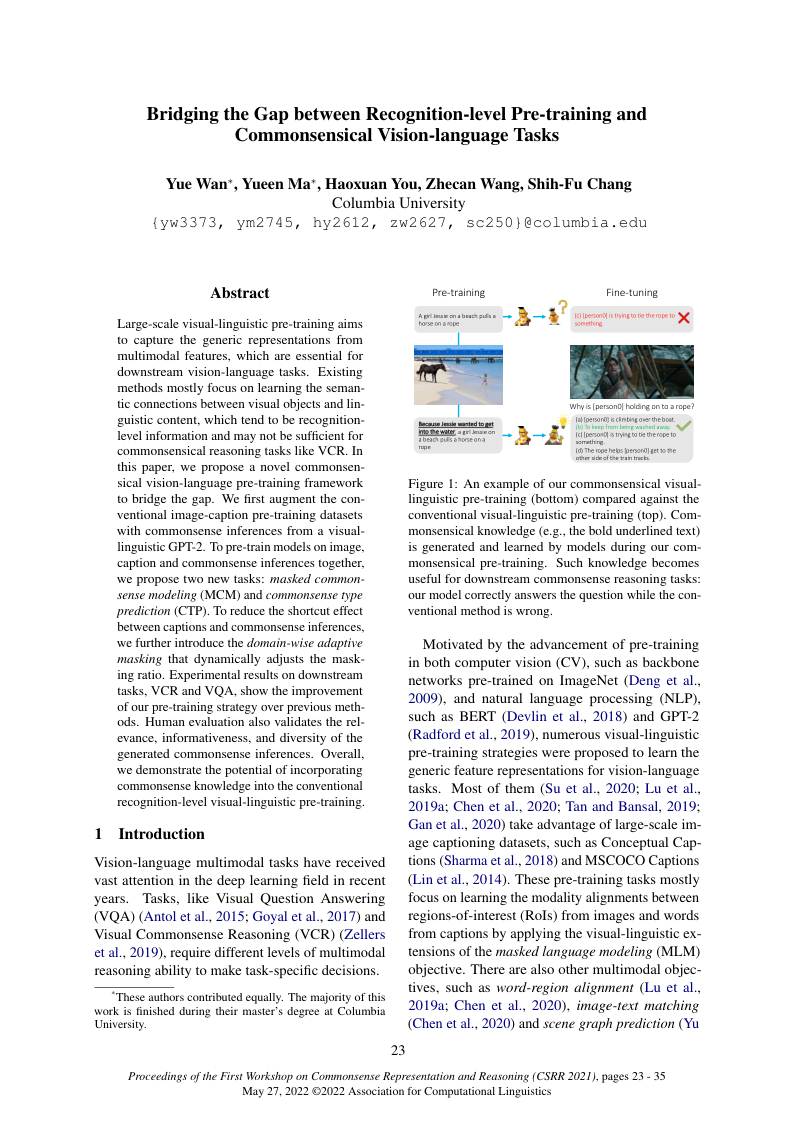 Bridging the Gap between Recognition-level Pre-training and
Commonsensical Vision-language Tasks
Yue Wan*, Yueen Ma*, Haoxuan You, Zhecan Wang, Shih-Fu Chang
Columbia University
{yw3373, ym2745, hy2612, zw2627, sc250}@columbia.edu
Abstract
Large-scale visual-linguistic pre-training aims
to capture the generic representations from
multimodal features, which are essential for
downstream vision-language tasks. Existing
methods mostly focus on learning the seman-
tic connections between visual objects and lin-
guistic content, which tend to be recognition-
level information and may not be sufficient for
commonsensical reasoning tasks like VCR. In
this paper, we propose a novel commonsen-
sical vision-language pre-training framework
to bridge the gap. We first augment the con-
ventional image-caption pre-training datasets
with commonsense inferences from a visual-
linguistic GPT-2. To pre-train models on image,
caption and commonsense inferences together,
we propose two new tasks: masked common-
sense modeling (MCM) and commonsense type
prediction (CTP). To reduce the shortcut effect
between captions and commonsense inferences,
we further introduce the domain-wise adaptive
masking that dynamically adjusts the mask-
ing ratio. Experimental results on downstream
tasks, VCR and VQA, show the improvement
of our pre-training strategy over previous meth-
ods. Human evaluation also validates the rel-
evance, informativeness, and diversity of the
generated commonsense inferences. Overall,
we demonstrate the potential of incorporating
commonsense knowledge into the conventional
recognition-level visual-linguistic pre-training.
1 Introduction
Vision-language multimodal tasks have received
vast attention in the deep learning field in recent
years. Tasks, like Visual Question Answering
(VQA) (Antol et al., 2015; Goyal et al., 2017) and
Visual Commonsense Reasoning (VCR) (Zellers
et al., 2019), require different levels of multimodal
reasoning ability to make task-specific decisions.
*These authors contributed equally. The majority of this
work is finished during their master's degree at Columbia
University.
Pre-training
Fine-tuning
A girl Jessie on a beach pulls a
horse on a rope
?
(c) [person0] is trying to tie the rope to
something.
Why is [person0] holding on to a rope?
Because Jessie wanted to get
into the water, a girl Jessie on
a beach pulls a horse on a
rope
(a) [person0] is climbing over the boat.
(b) To keep from being washed away.
(c) [person0] is trying to tie the rope to
something.
(d) The rope helps [person0] get to the
other side of the train tracks.
Figure 1: An example of our commonsensical visual-
linguistic pre-training (bottom) compared against the
conventional visual-linguistic pre-training (top). Com-
monsensical knowledge (e.g., the bold underlined text)
is generated and learned by models during our com-
monsensical pre-training. Such knowledge becomes
useful for downstream commonsense reasoning tasks:
our model correctly answers the question while the con-
ventional method is wrong.
Motivated by the advancement of pre-training
in both computer vision (CV), such as backbone
networks pre-trained on ImageNet (Deng et al.,
2009), and natural language processing (NLP),
such as BERT (Devlin et al., 2018) and GPT-2
(Radford et al., 2019), numerous visual-linguistic
pre-training strategies were proposed to learn the
generic feature representations for vision-language
tasks. Most of them (Su et al., 2020; Lu et al.,
2019a; Chen et al., 2020; Tan and Bansal, 2019;
Gan et al., 2020) take advantage of large-scale im-
age captioning datasets, such as Conceptual Cap-
tions (Sharma et al., 2018) and MSCOCO Captions
(Lin et al., 2014). These pre-training tasks mostly
focus on learning the modality alignments between
regions-of-interest (RoIs) from images and words
from captions by applying the visual-linguistic ex-
tensions of the masked language modeling (MLM)
objective. There are also other multimodal objec-
tives, such as word-region alignment (Lu et al.,
2019a; Chen et al., 2020), image-text matching
(Chen et al., 2020) and scene graph prediction (Yu
23
Proceedings of the First Workshop on Commonsense Representation and Reasoning (CSRR 2021), pages 23 - 35
May 27, 2022 ©2022 Association for Computational Linguistics